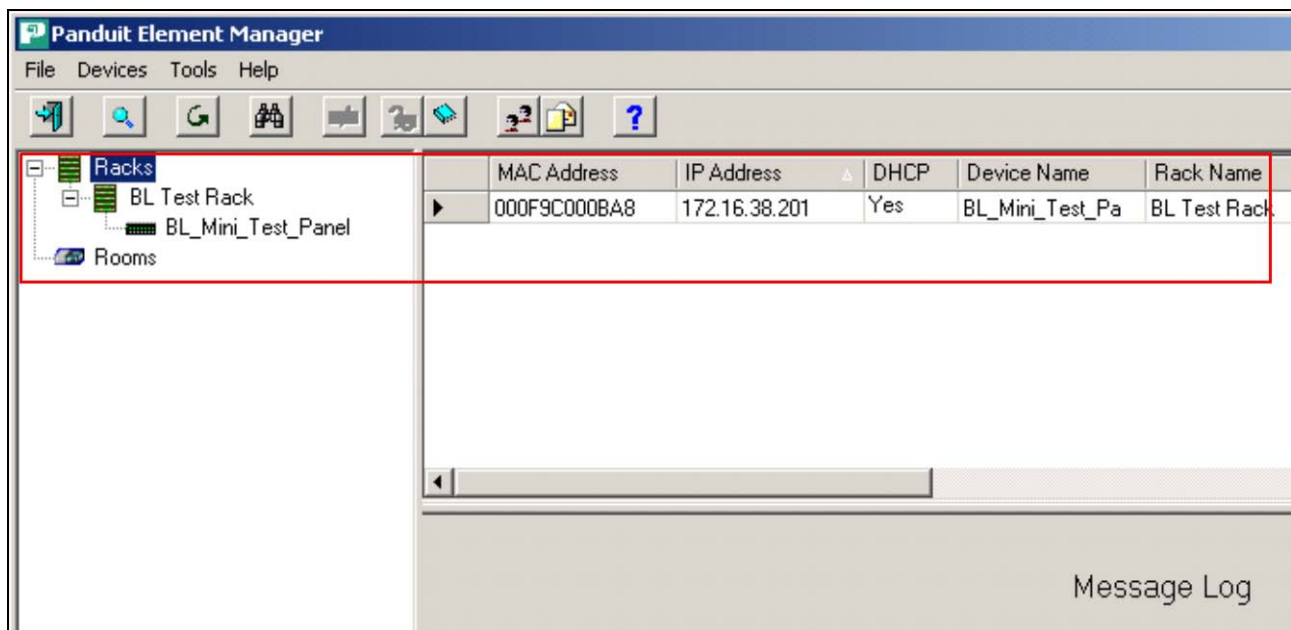 Panduit Element Manager
File Devices Tools Help
Racks
BL Test Rack
BL_Mini_Test_Panel
Rooms
MAC Address IP Address DHCP Device Name Rack Name
000F9C000BA8 172.16.38.201 Yes BL_Mini_Test_Pa BL Test Rack
Message Log